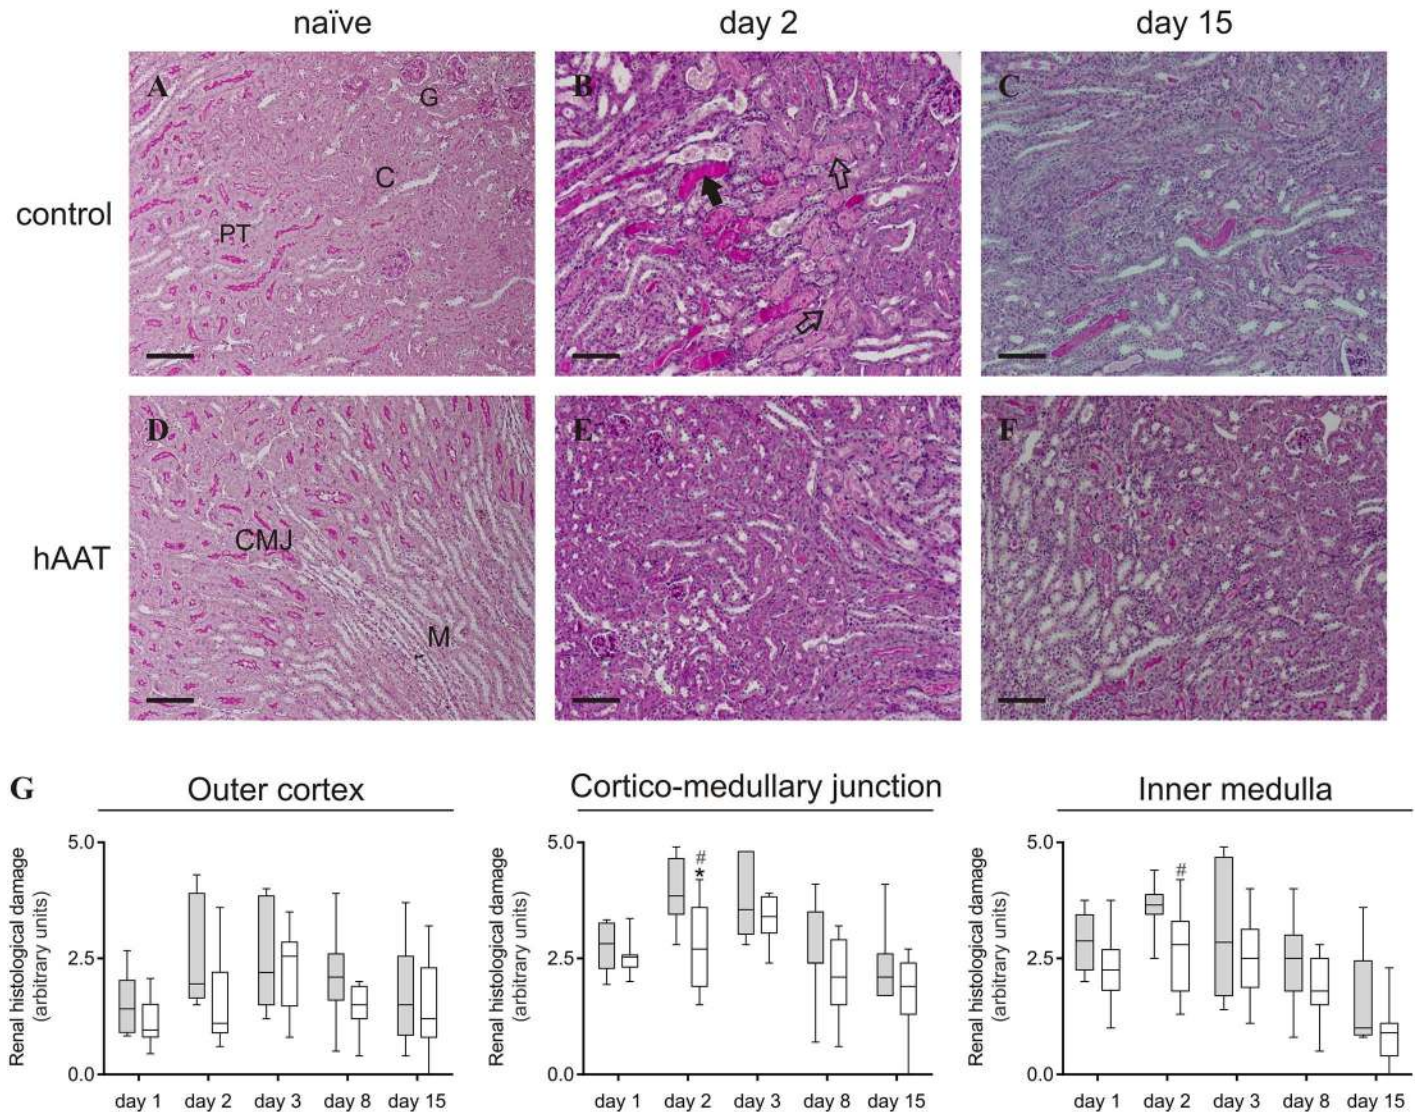 naïve
day 2
day 15
control
A
G
C
PT
B
C
hAAT
D
CMJ
M
E
F
G
Outer cortex
Renal histological damage
(arbitrary units)
5.0
2.5
0.0
day 1 day 2 day 3 day 8 day 15
Cortico-medullary junction
Renal histological damage
(arbitrary units)
5.0
2.5
0.0
#
*
day 1 day 2 day 3 day 8 day 15
Inner medulla
Renal histological damage
(arbitrary units)
5.0
2.5
0.0
#
day 1 day 2 day 3 day 8 day 15